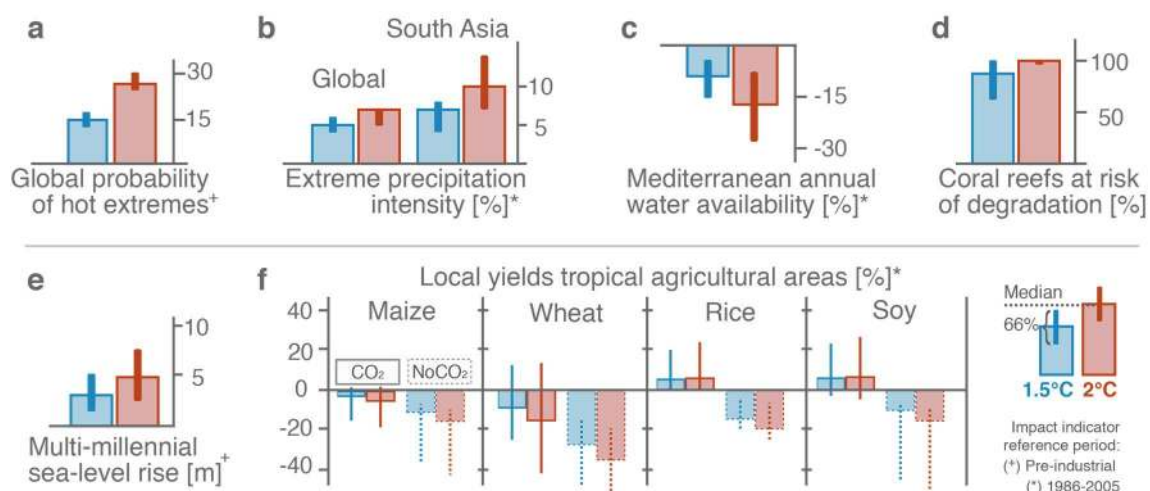 a
30
15
Global probability
of hot extremes+
b
South Asia
Global
10
5
Extreme precipitation
intensity [%]*
c
-15
-30
Mediterranean annual
water availability [%]*
d
100
50
Coral reefs at risk
of degradation [%]
e
10
5
Multi-millennial
sea-level rise [m]+
f
Local yields tropical agricultural areas [%]*
40
20
0
-20
-40
Maize
Wheat
Rice
Soy
CO₂
NoCO₂
Median
66%
1.5°C 2°C
Impact indicator
reference period:
(+) Pre-industrial
(*) 1986-2005